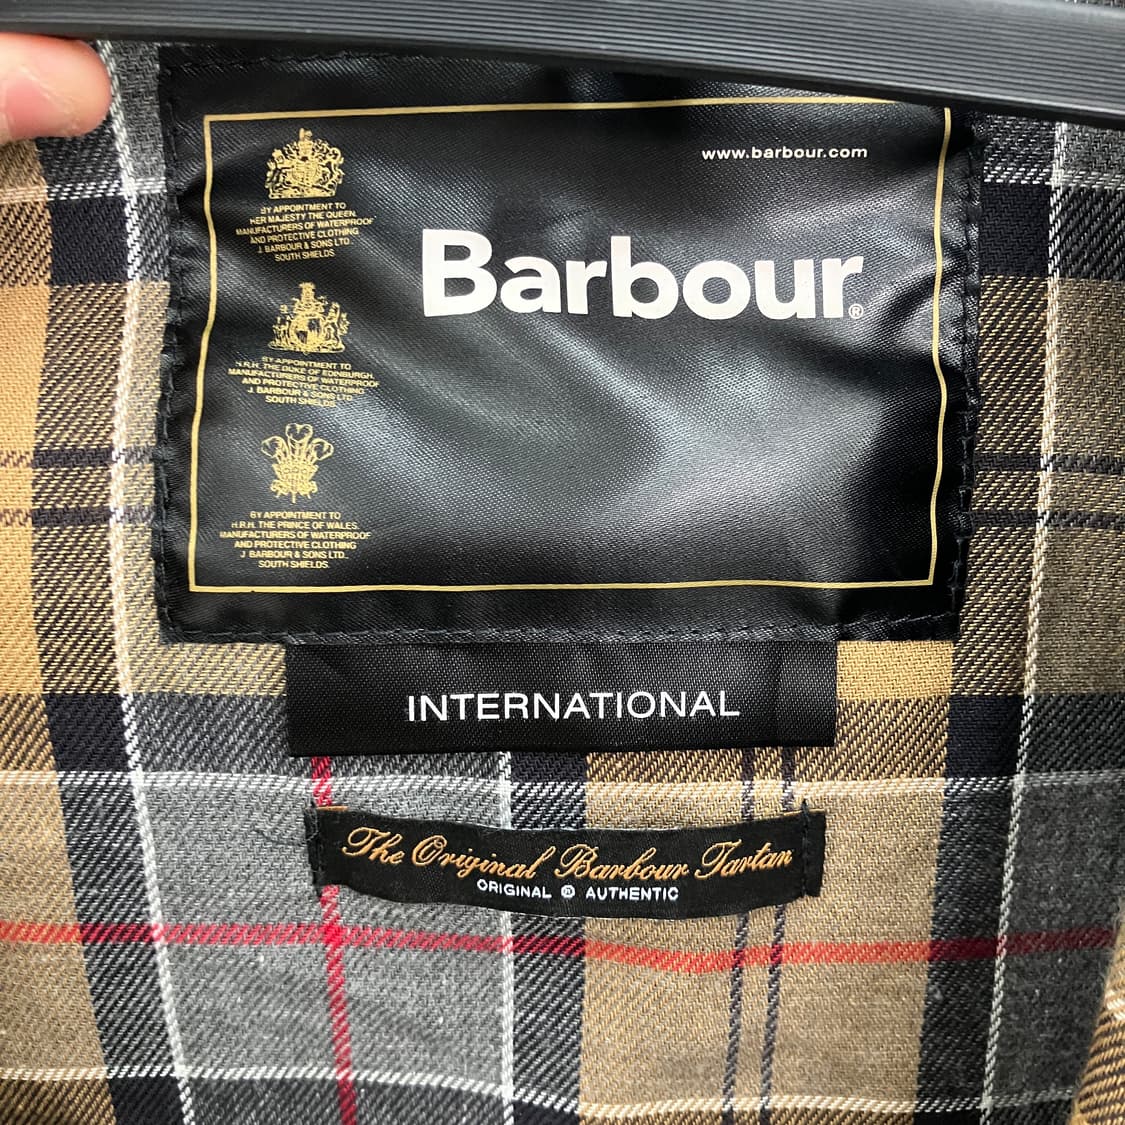 www.barbour.com
Barbour®
BY APPOINTMENT TO
HER MAJESTY THE QUEEN.
MANUFACTURERS OF WATERPROOF
AND PROTECTIVE CLOTHING.
J. BARBOUR & SONS LTD.
SOUTH SHIELDS.
BY APPOINTMENT TO
H.R.H. THE DUKE OF EDINBURGH.
MANUFACTURERS OF WATERPROOF
AND PROTECTIVE CLOTHING
J. BARBOUR & SONS LTD.
SOUTH SHIELDS.
BY APPOINTMENT TO
H.R.H. THE PRINCE OF WALES.
MANUFACTURERS OF WATERPROOF
AND PROTECTIVE CLOTHING
J. BARBOUR & SONS LTD.
SOUTH SHIELDS.
INTERNATIONAL
The Original Barbour Tartan
ORIGINAL ® AUTHENTIC